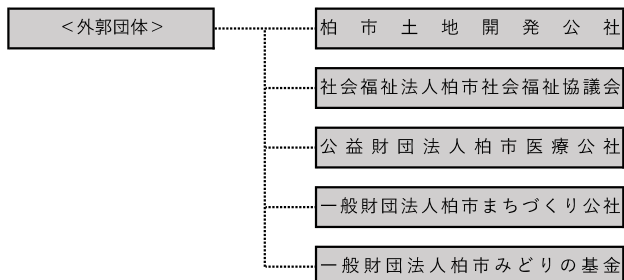 ＜外郭団体＞
柏市土地開発公社
社会福祉法人柏市社会福祉協議会
公益財団法人柏市医療公社
一般財団法人柏市まちづくり公社
一般財団法人柏市みどりの基金